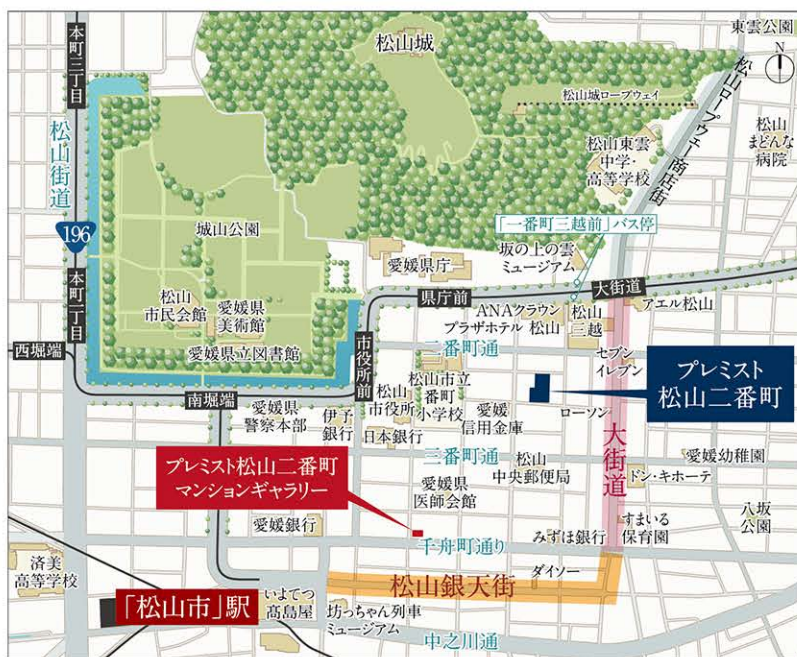 東雲公園
N
本町三丁目
松山城
松山城ロープウェイ
松山ロープウェー商店街
松山
まどんな
病院
松山東雲
中学・
高等学校
松山街道
「一番町三越前」バス停
196
城山公園
愛媛県庁
坂の上の雲
ミュージアム
本町一丁目
県庁前
大街道
松山
市民会館
愛媛県
美術館
ANAクラウン
プラザホテル 松山
松山
三越
アエル松山
西堀端
愛媛県立図書館
市役所前
二番町通
セブン
イレブン
プレミスト
松山二番町
松山市立
番町
小学校
南堀端
愛媛県
警察本部
伊予
銀行
松山
市役所
日本銀行
愛媛
信用金庫
ローソン
大街道
三番町通
プレミスト松山二番町
マンションギャラリー
愛媛県
医師会館
松山
中央郵便局
愛媛幼稚園
ドン・キホーテ
八坂
公園
愛媛銀行
千舟町通り
みずほ銀行
すまいる
保育園
済美
高等学校
ダイソー
松山銀天街
「松山市」駅
いよてつ
髙島屋
坊っちゃん列車
ミュージアム
中之川通